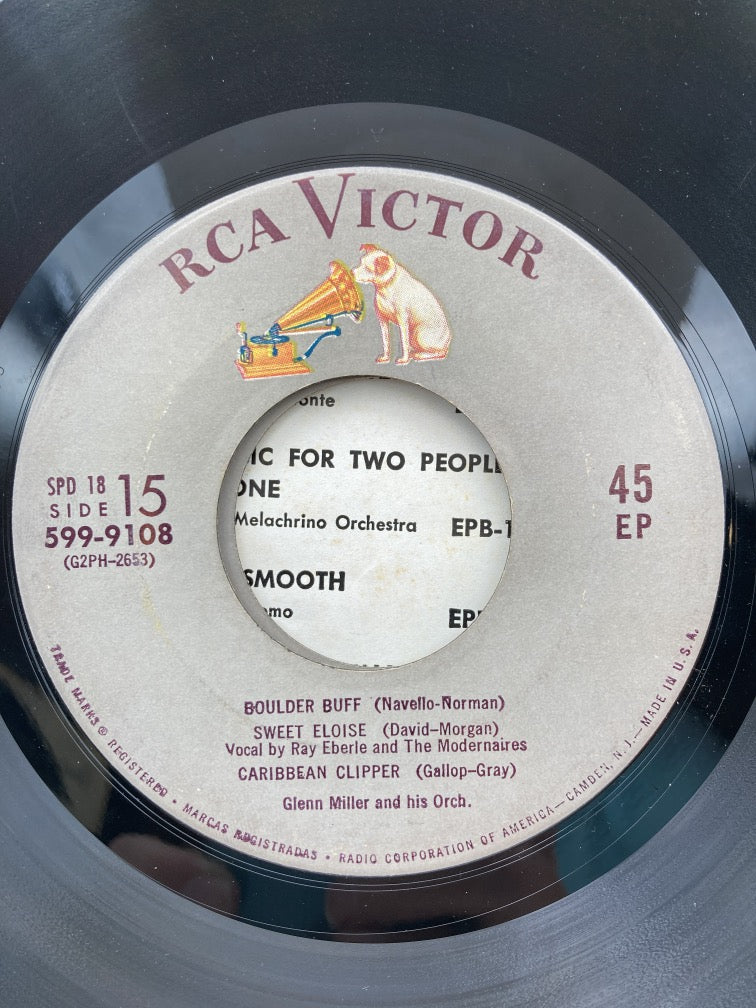 RCA VICTOR
onte
IC FOR TWO PEOPL
ONE
Melachrino Orchestra EPB-1
SMOOTH
mo EP
SPD 18
SIDE 15
599-9108
(G2PH-2653)
45
EP
BOULDER BUFF (Navello-Norman)
SWEET ELOISE (David-Morgan)
Vocal by Ray Eberle and The Modernaires
CARIBBEAN CLIPPER (Gallop-Gray)
Glenn Miller and his Orch.
TRADE MARKS ® REGISTERED • MARCAS REGISTRADAS • RADIO CORPORATION OF AMERICA—CAMDEN, N. J.—MADE IN U. S. A.